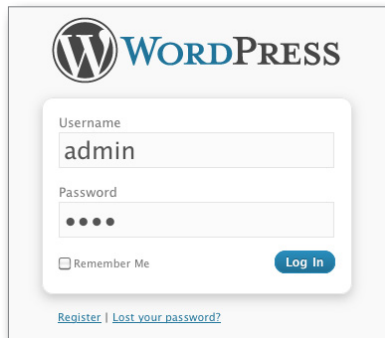 WORDPRESS
Username
admin
Password
••••
Remember Me
Log In
Register | Lost your password?